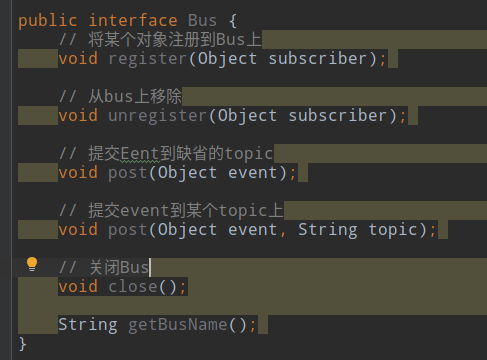 public interface Bus {
// 将某个对象注册到Bus上
void register(Object subscriber);
// 从bus上移除
void unregister(Object subscriber);
// 提交Eent到缺省的topic
void post(Object event);
// 提交event到某个topic上
void post(Object event, String topic);
// 关闭Bus
void close();
String getBusName();
}